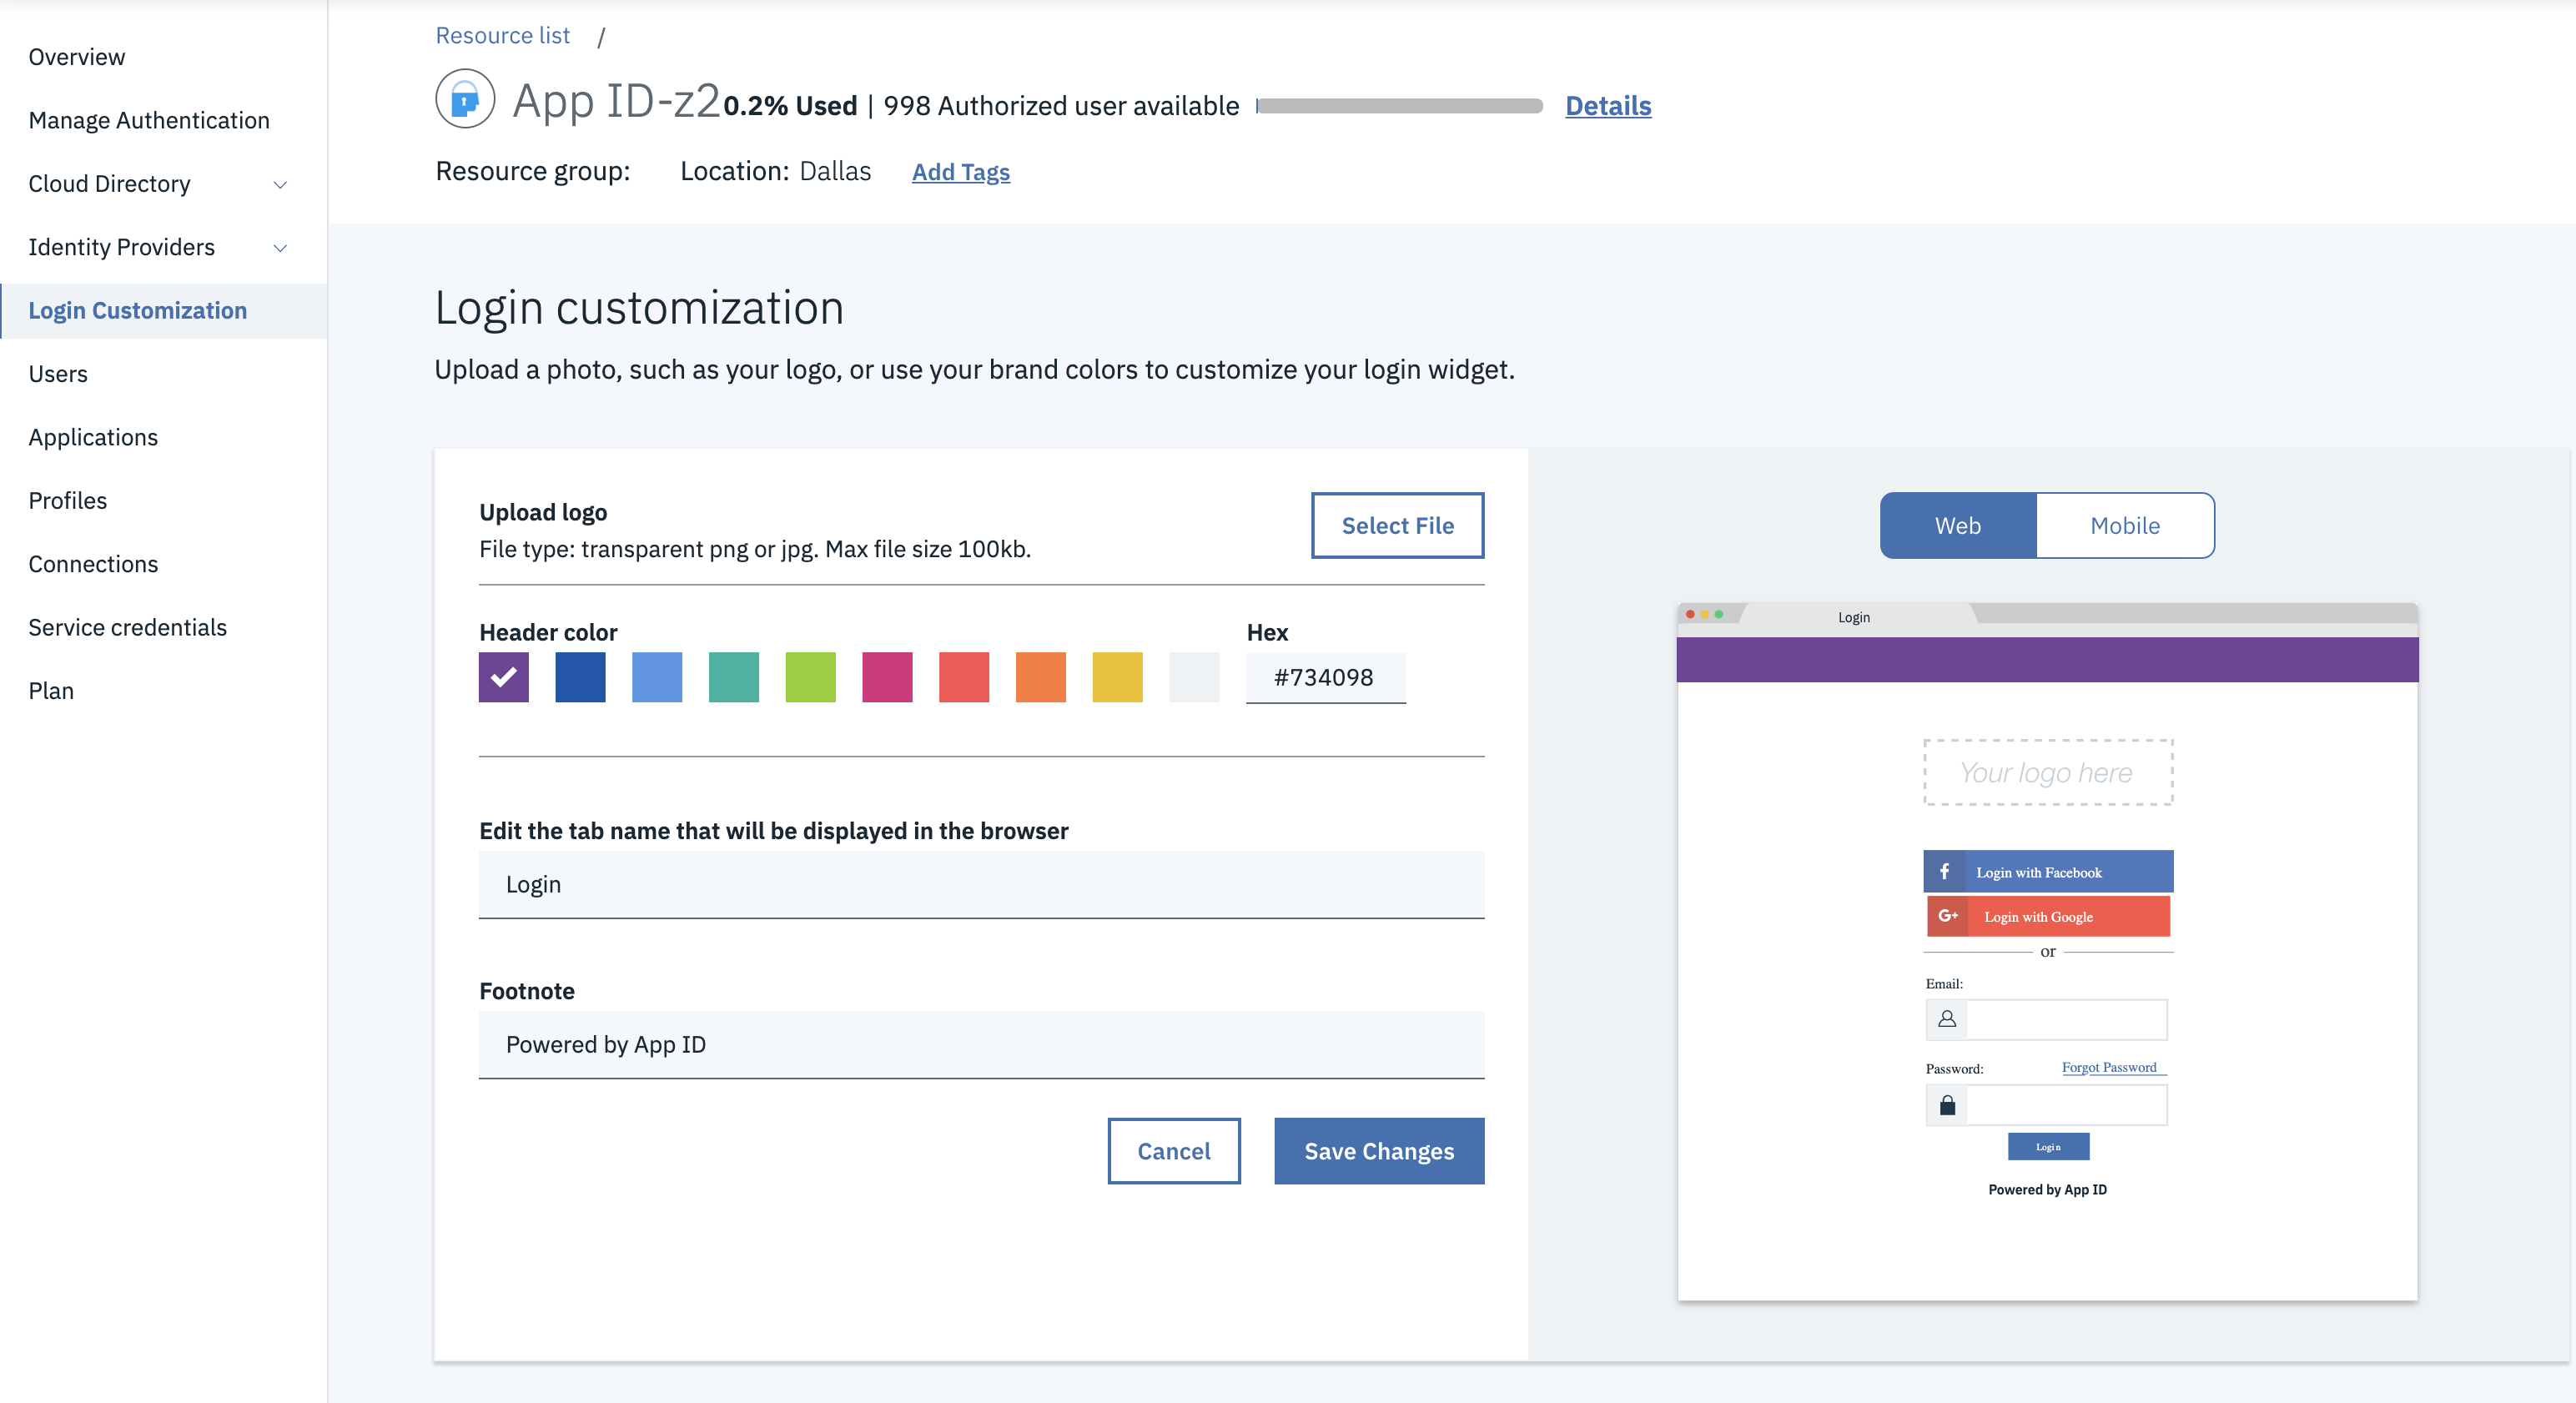 Overview
Manage Authentication
Cloud Directory
Identity Providers
Login Customization
Users
Applications
Profiles
Connections
Service credentials
Plan
Resource list /
App ID-z2 0.2% Used | 998 Authorized user available Details
Resource group: Location: Dallas Add Tags
Login customization
Upload a photo, such as your logo, or use your brand colors to customize your login widget.
Upload logo
File type: transparent png or jpg. Max file size 100kb.
Select File
Header color Hex
#734098
Edit the tab name that will be displayed in the browser
Login
Footnote
Powered by App ID
Cancel Save Changes
Web Mobile
Login
Your logo here
f Login with Facebook
G+ Login with Google
or
Email:
Password: Forgot Password
Login
Powered by App ID